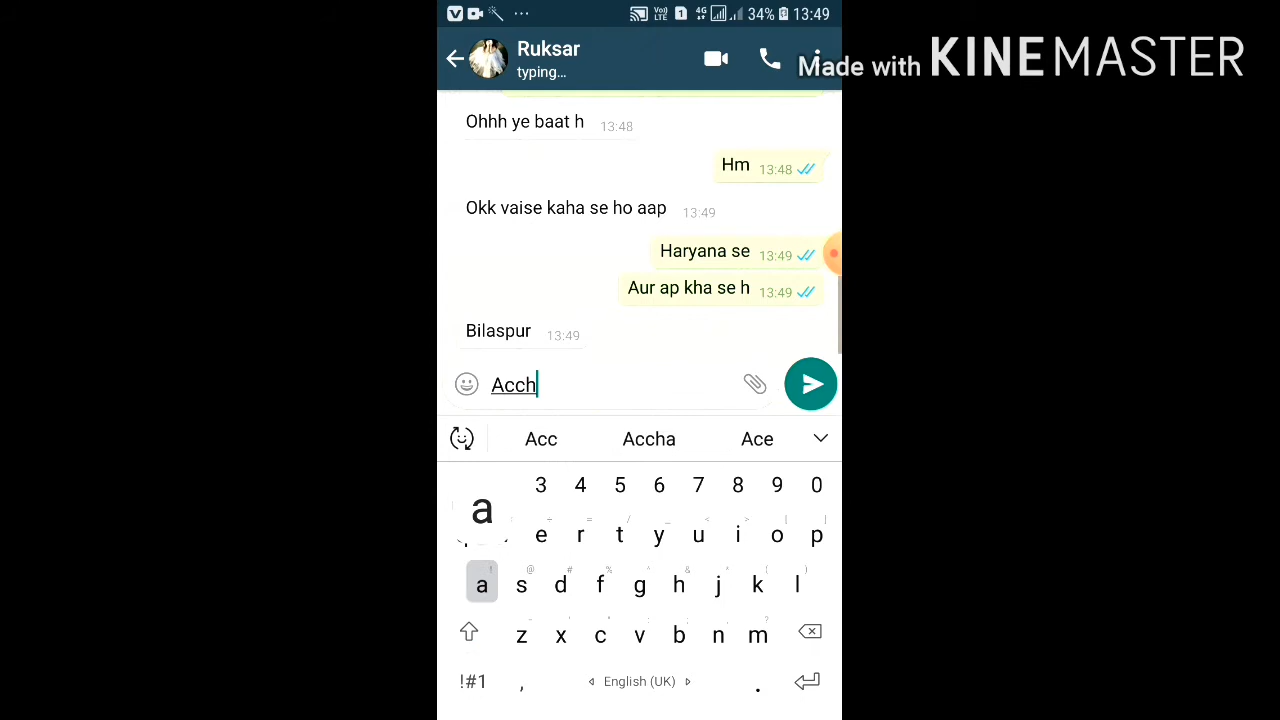 34% 13:49
Ruksar
typing...
Made with KINEMASTER
Ohhh ye baat h 13:48
Hm 13:48
Okk vaise kaha se ho aap 13:49
Haryana se 13:49
Aur ap kha se h 13:49
Bilaspur 13:49
Acch
Acc Accha Ace
3 4 5 6 7 8 9 0
a
e r t y u i o p
a s d f g h j k l
z x c v b n m
!#1 , English (UK) .